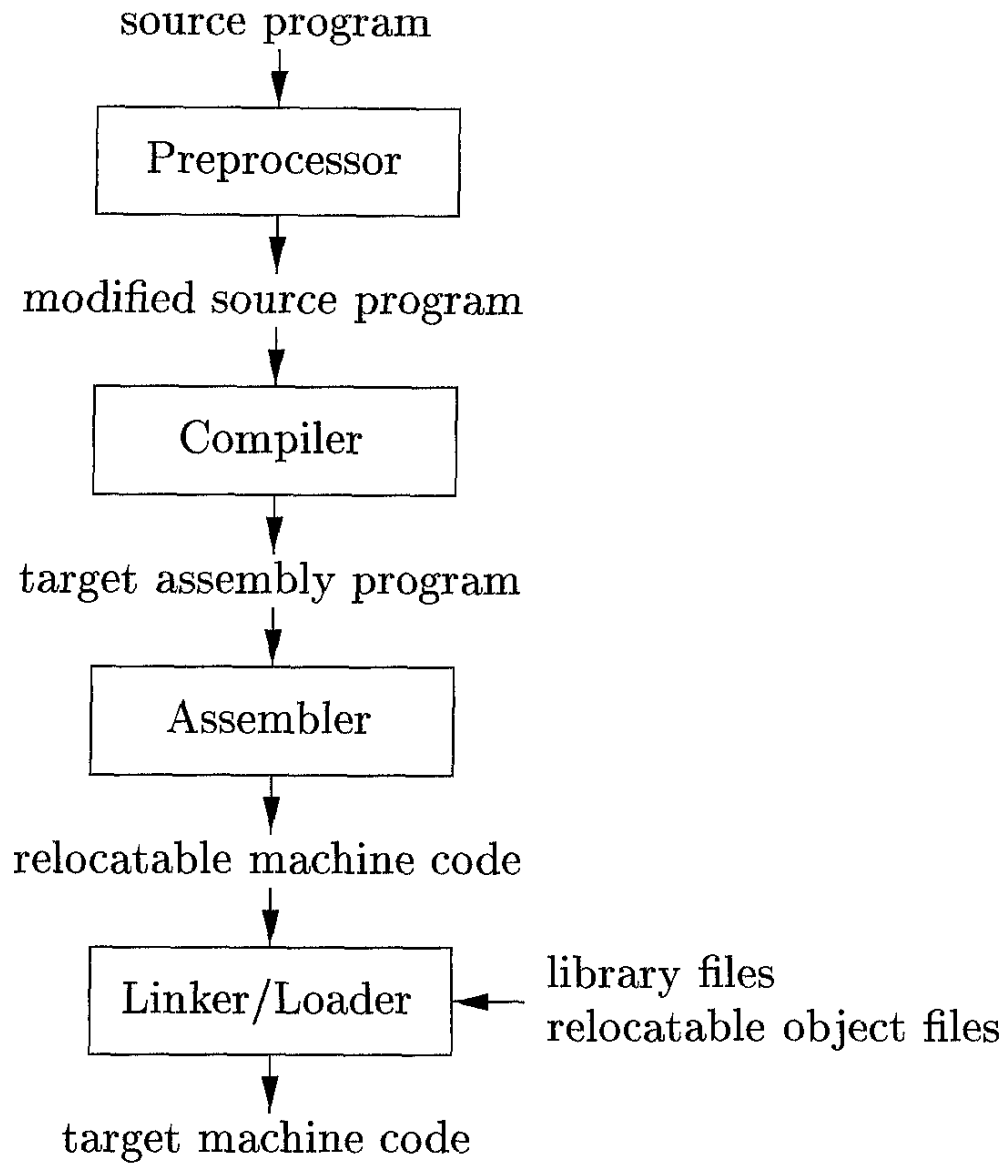 source program
Preprocessor
modified source program
Compiler
target assembly program
Assembler
relocatable machine code
Linker/Loader
library files
relocatable object files
target machine code